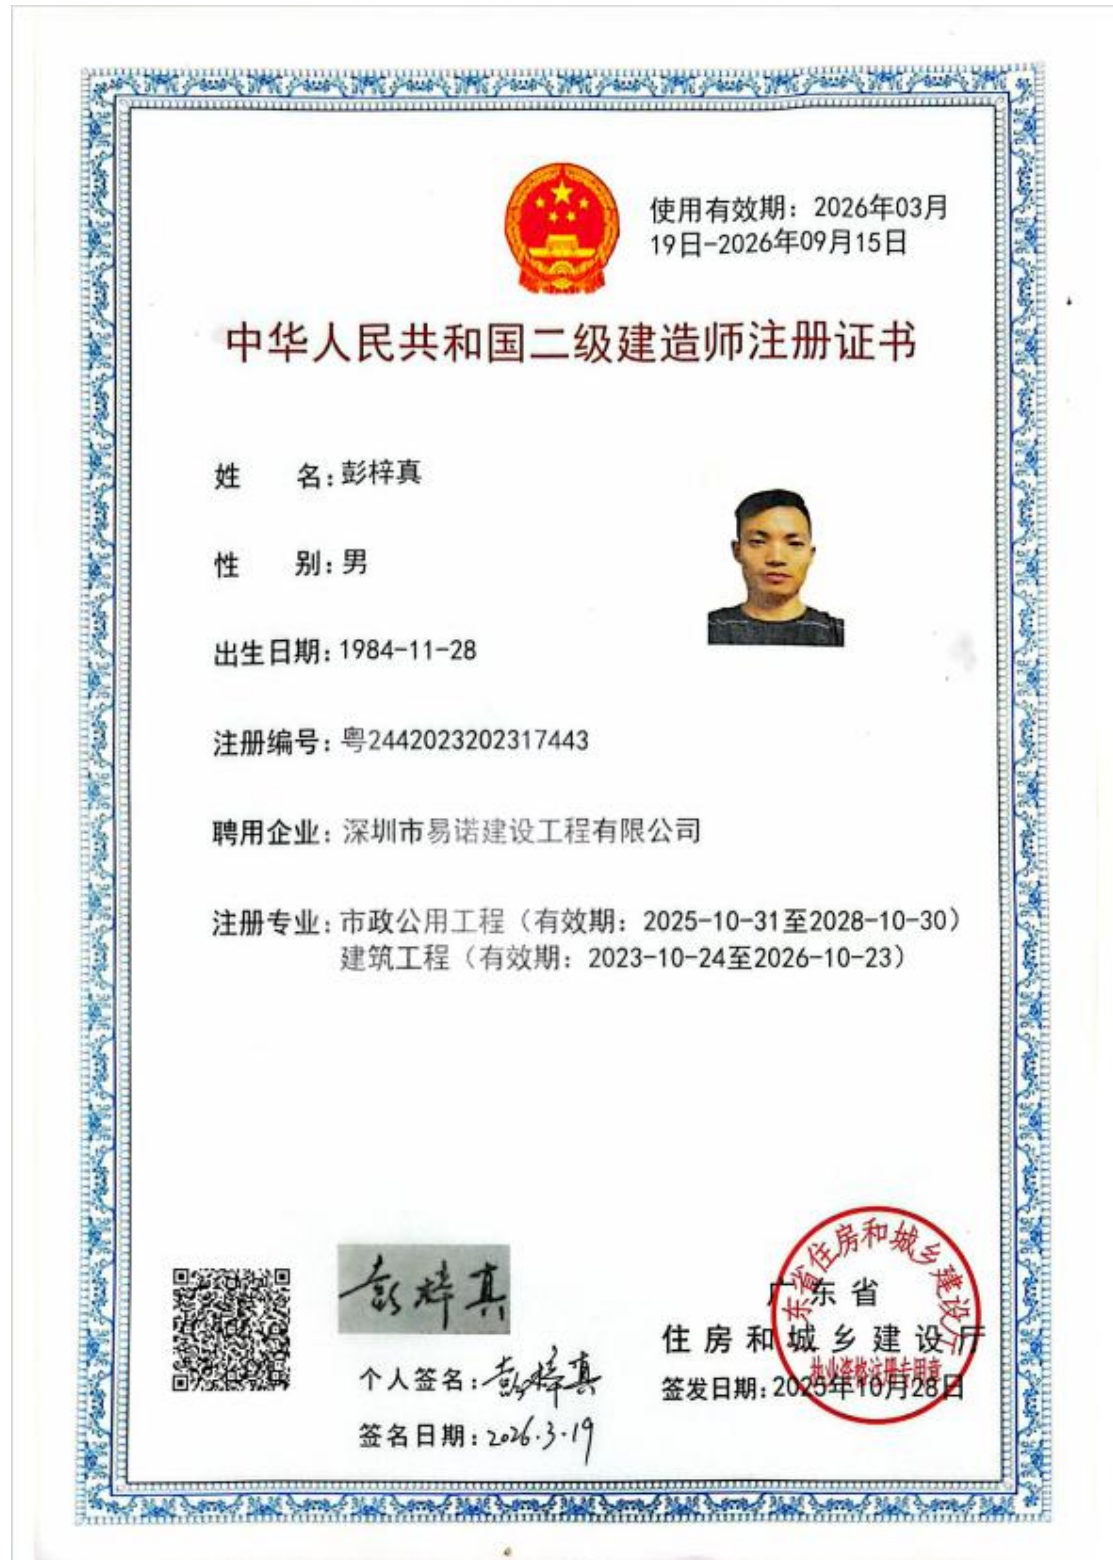 使用有效期：2026年03月
19日-2026年09月15日
中华人民共和国二级建造师注册证书
姓 名：彭梓真
性 别：男
出生日期：1984-11-28
注册编号：粤2442023202317443
聘用企业：深圳市易诺建设工程有限公司
注册专业：市政公用工程（有效期：2025-10-31至2028-10-30）
建筑工程（有效期：2023-10-24至2026-10-23）
彭梓真
个人签名：彭梓真
签名日期：2026.3.19
广东省
住房和城乡建设厅
签发日期：2025年10月28日
广东省住房和城乡建设厅
执业资格注册专用章